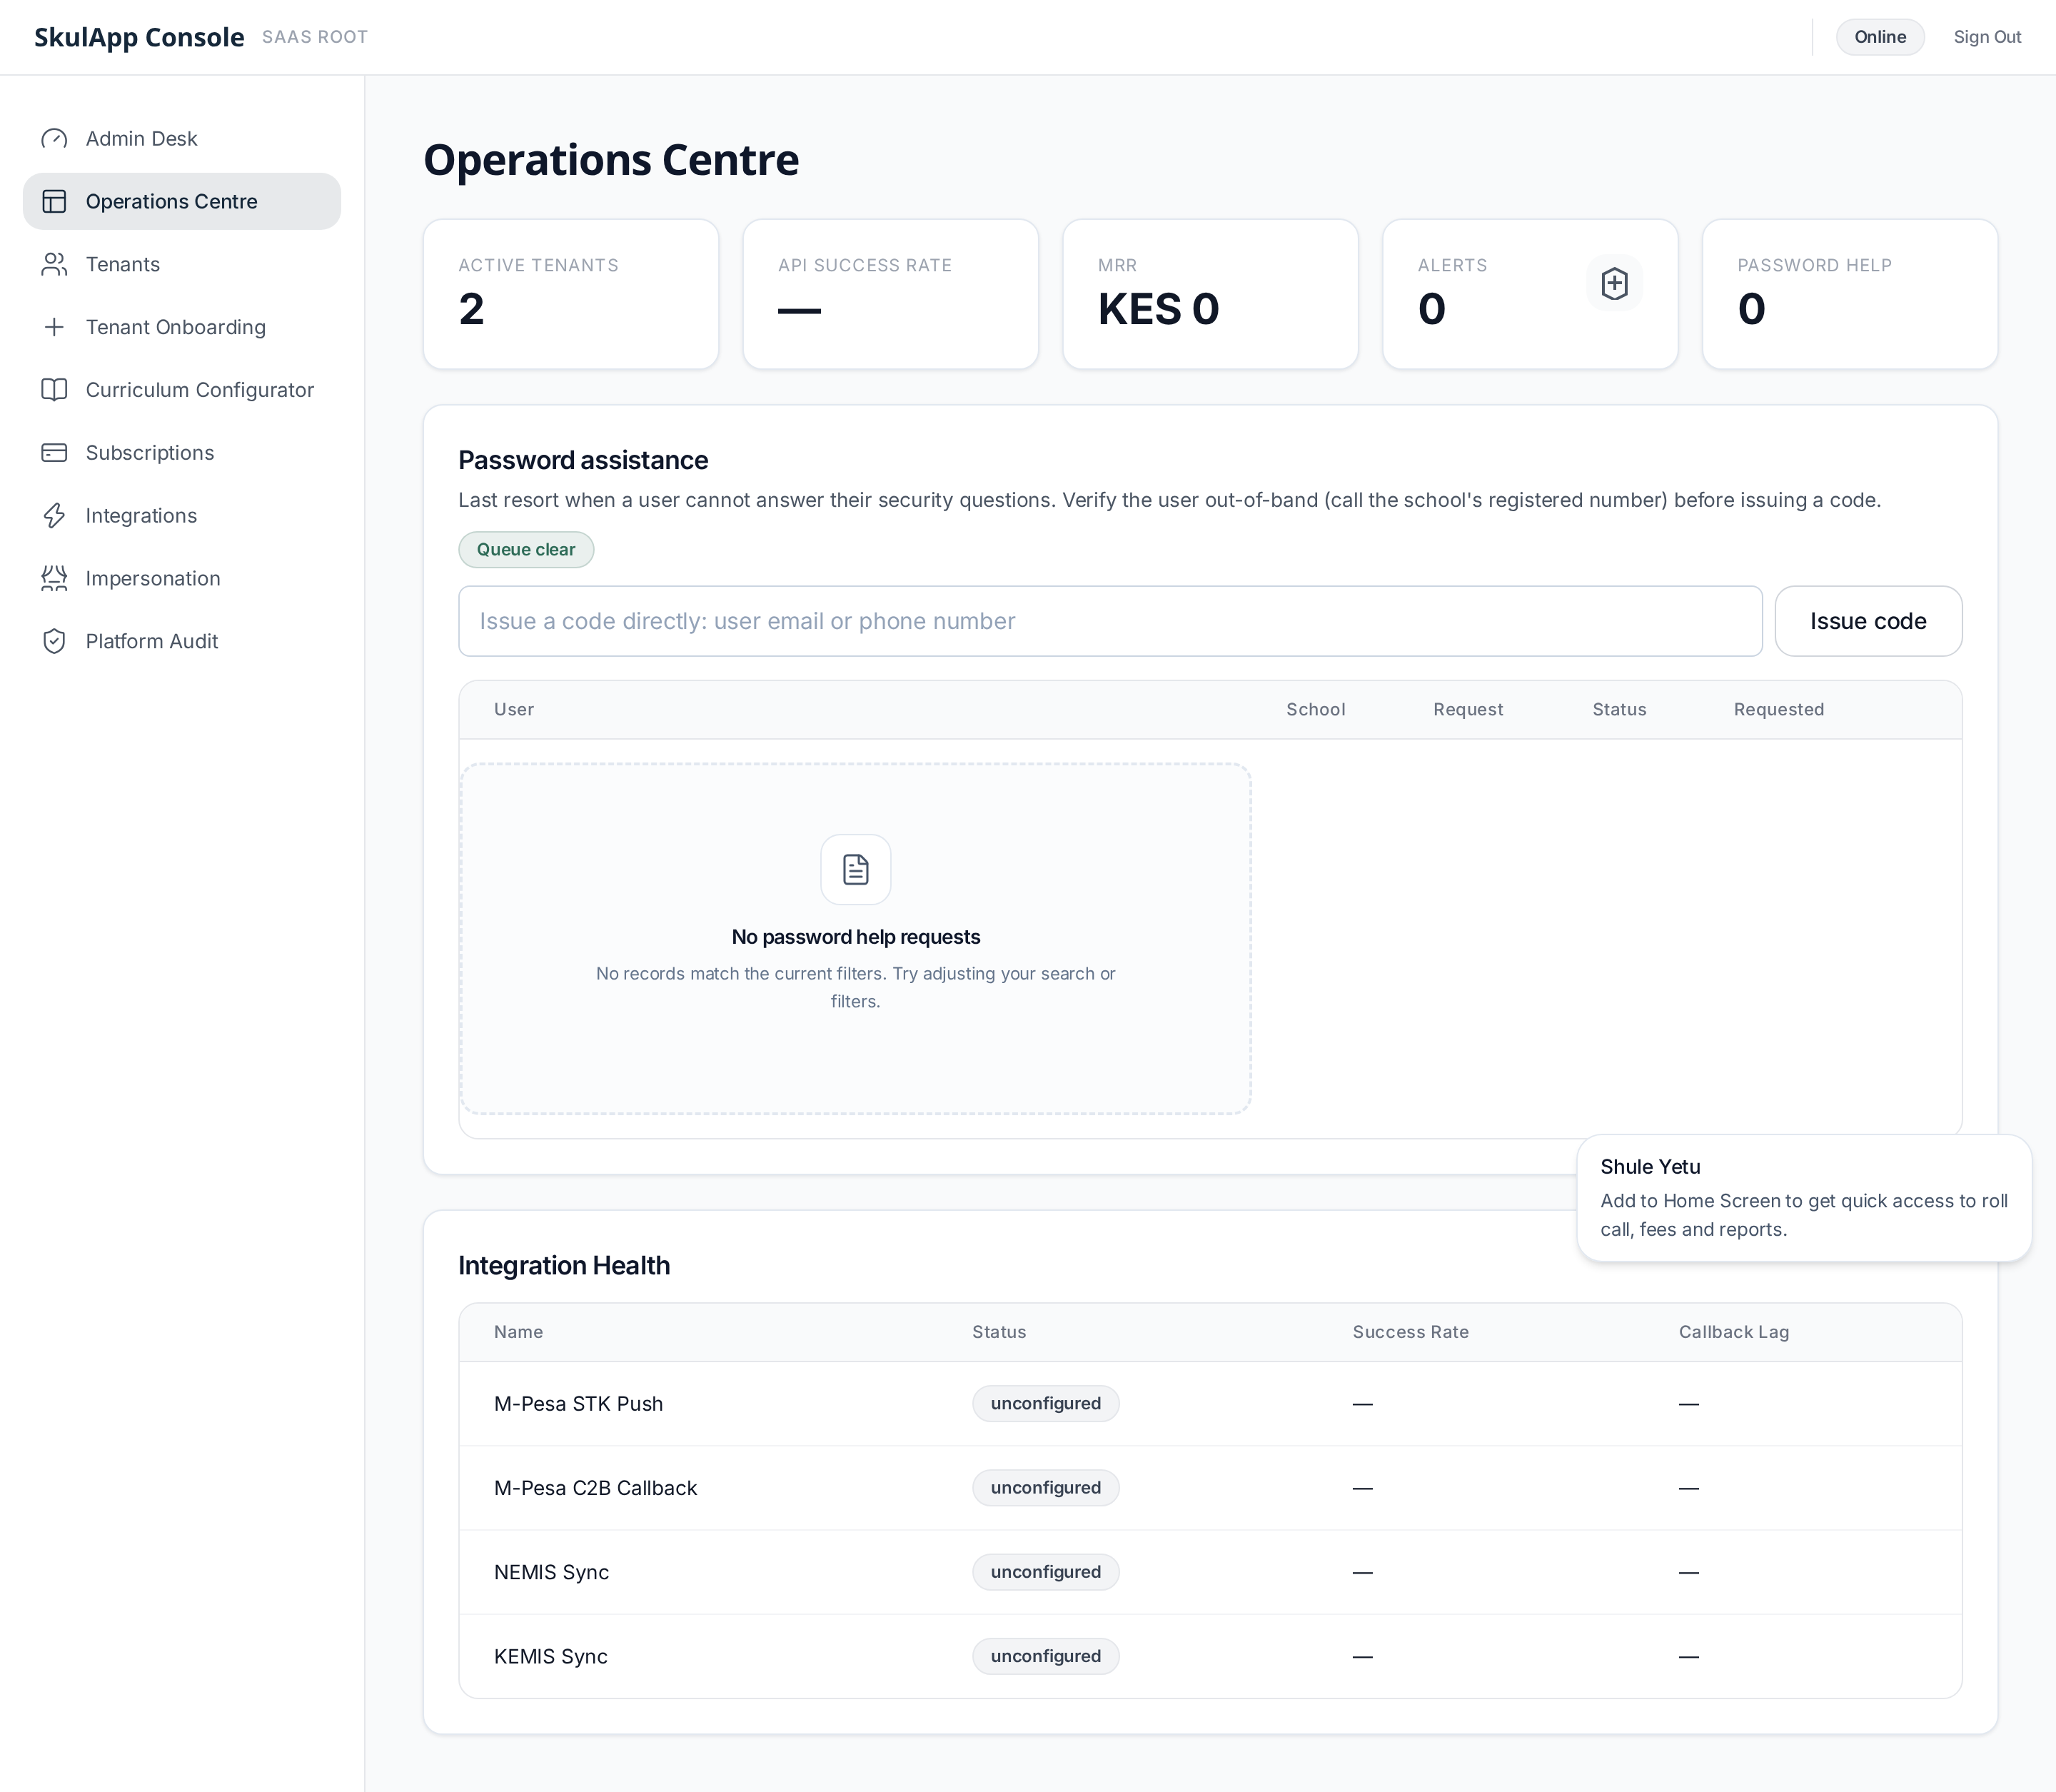 SkulApp Console SAAS ROOT
Online
Sign Out
Admin Desk
Operations Centre
Tenants
Tenant Onboarding
Curriculum Configurator
Subscriptions
Integrations
Impersonation
Platform Audit
Operations Centre
ACTIVE TENANTS
2
API SUCCESS RATE
—
MRR
KES 0
ALERTS
0
PASSWORD HELP
0
Password assistance
Last resort when a user cannot answer their security questions. Verify the user out-of-band (call the school's registered number) before issuing a code.
Queue clear
Issue a code directly: user email or phone number
Issue code
User School Request Status Requested
No password help requests
No records match the current filters. Try adjusting your search or
filters.
Shule Yetu
Add to Home Screen to get quick access to roll
call, fees and reports.
Integration Health
Name Status Success Rate Callback Lag
M-Pesa STK Push unconfigured — —
M-Pesa C2B Callback unconfigured — —
NEMIS Sync unconfigured — —
KEMIS Sync unconfigured — —